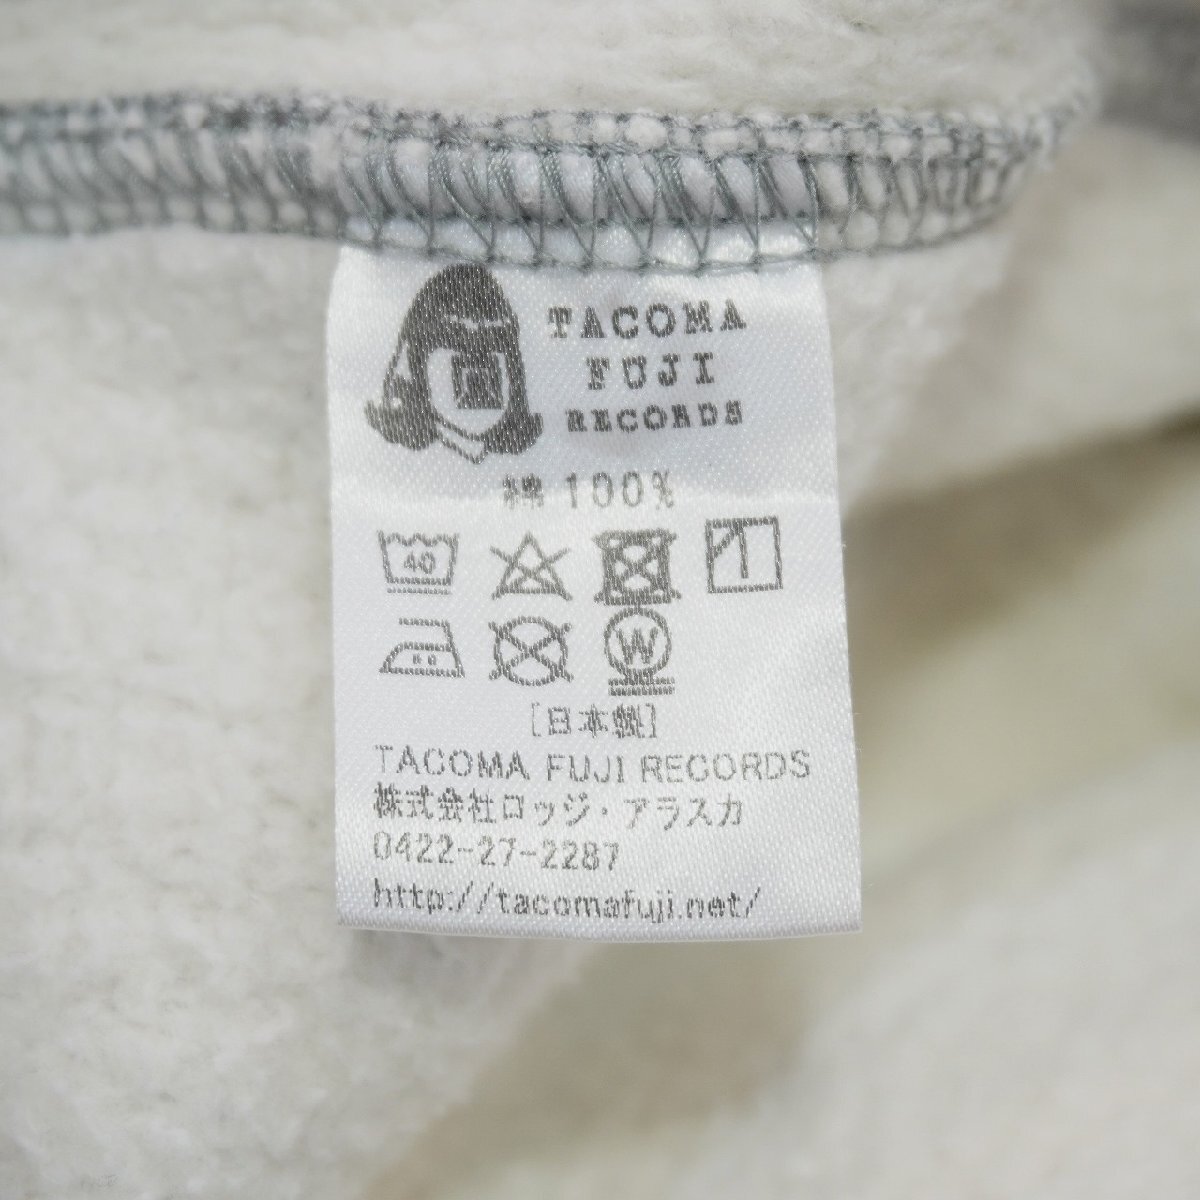 TACOMA
FUJI
RECORDS
綿 100%
40
W
[日本製]
TACOMA FUJI RECORDS
株式会社ロッジ・アラスカ
0422-27-2287
http://tacomafuji.net/